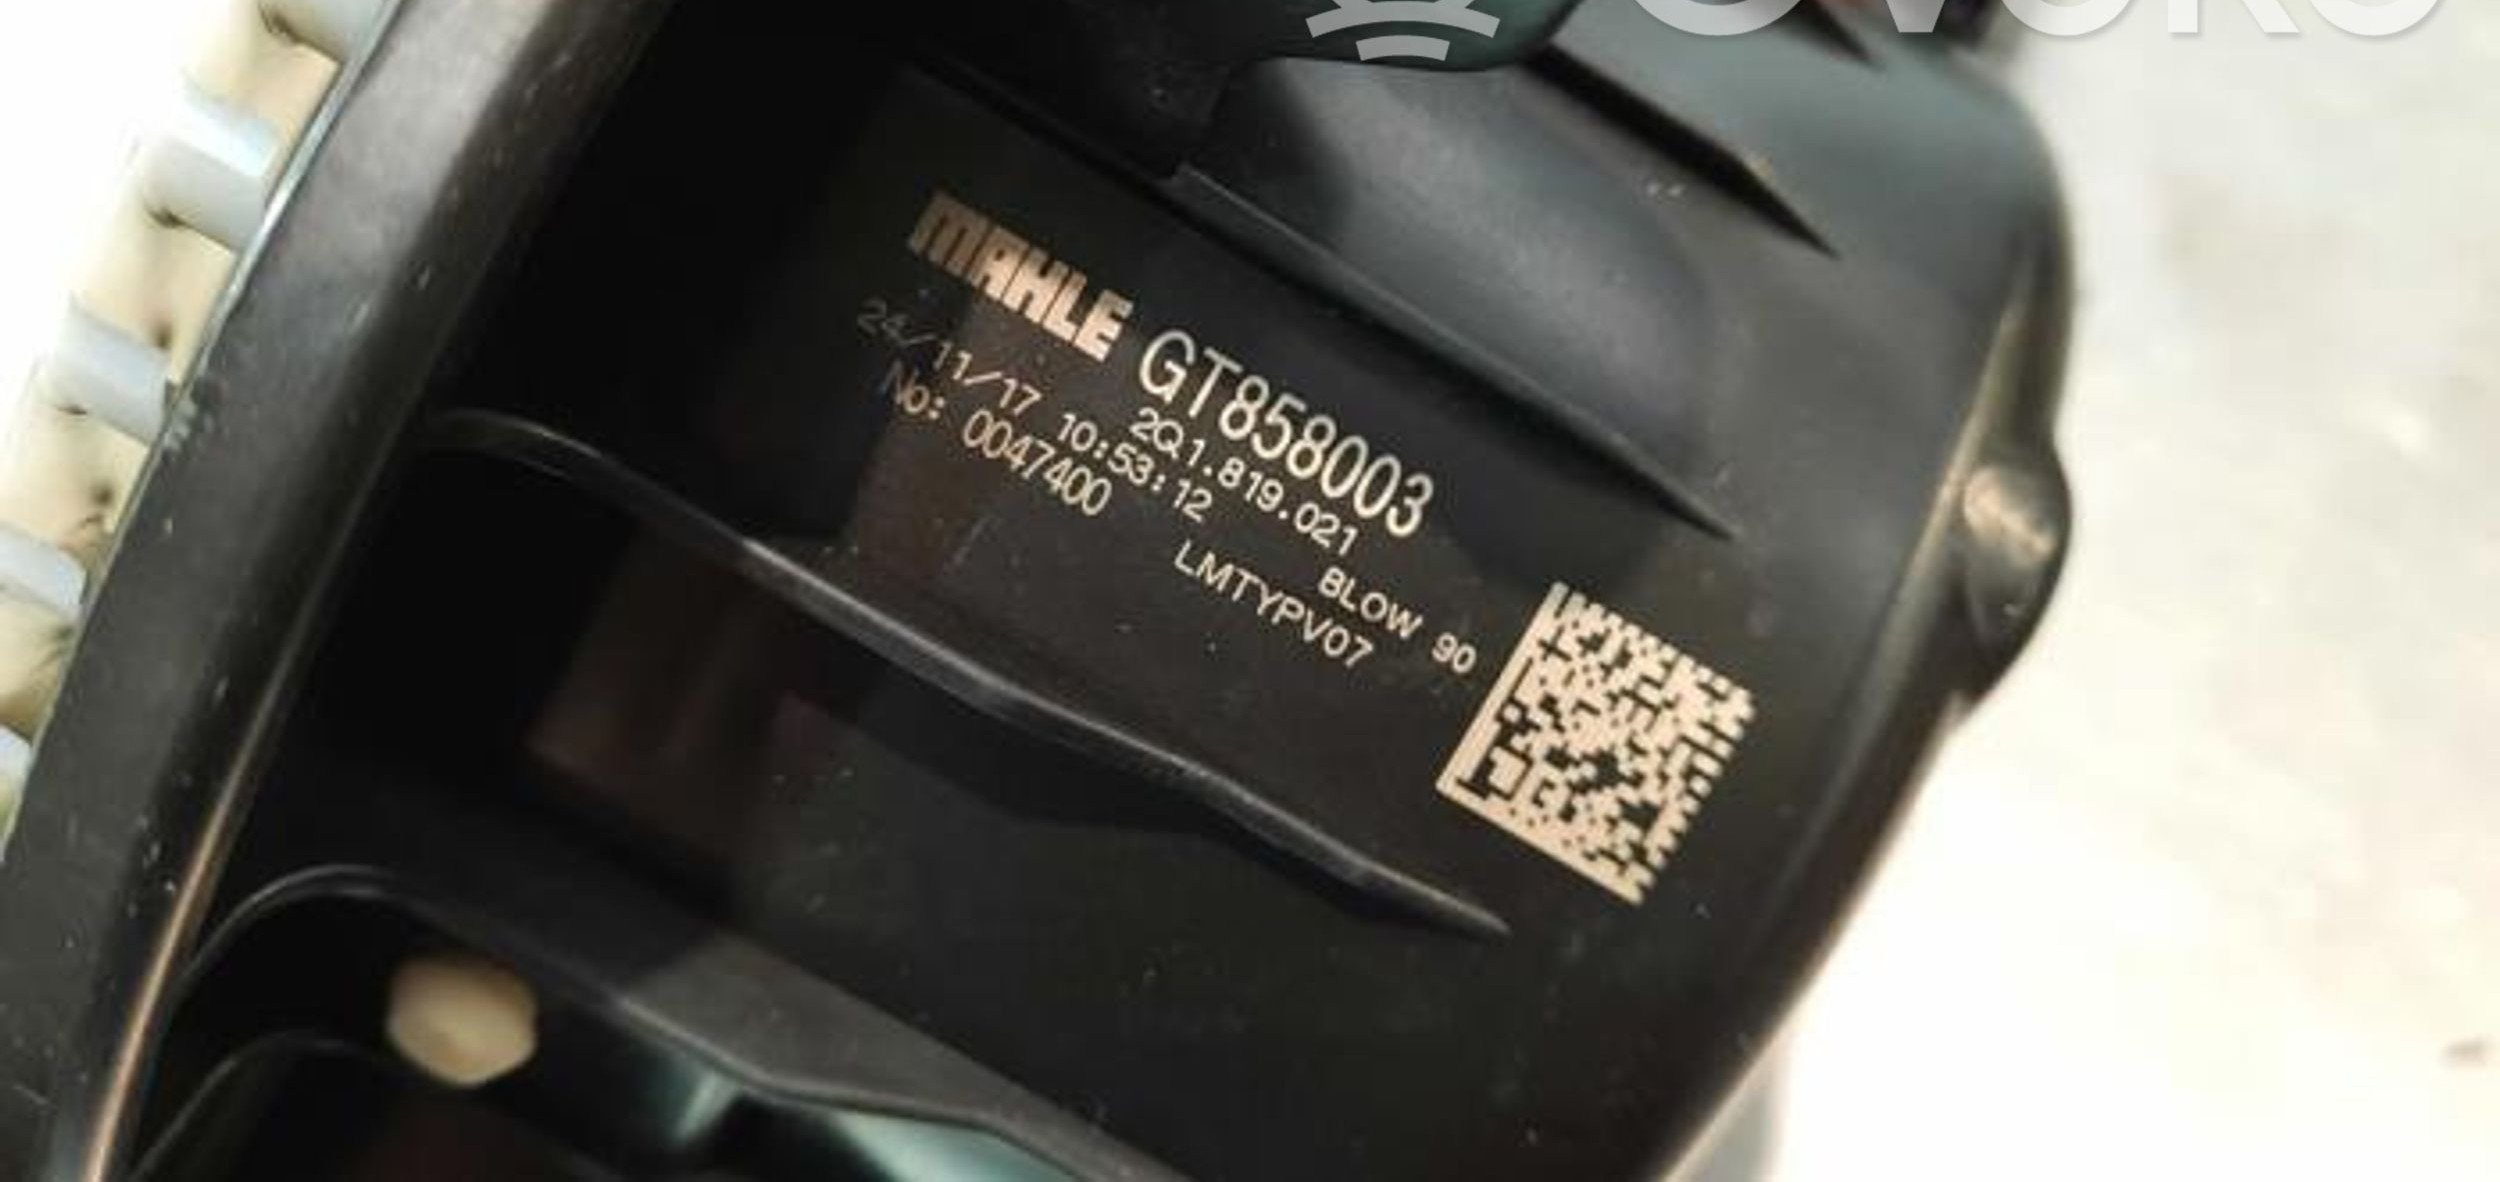 MAHLE GT858003
2Q1.819.021
24/11/17 10:53:12 BLOW 90
No: 0047400 LMTYPV07